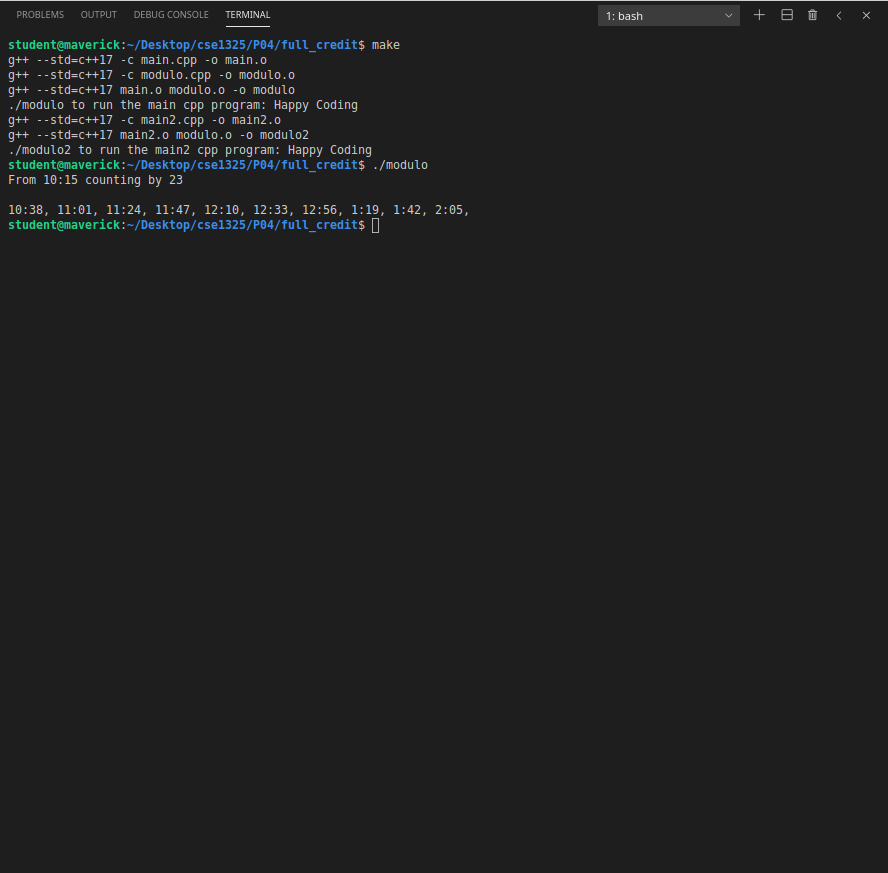 PROBLEMS OUTPUT DEBUG CONSOLE TERMINAL 1: bash
student@maverick:~/Desktop/cse1325/P04/full_credit$ make
g++ --std=c++17 -c main.cpp -o main.o
g++ --std=c++17 -c modulo.cpp -o modulo.o
g++ --std=c++17 main.o modulo.o -o modulo
./modulo to run the main cpp program: Happy Coding
g++ --std=c++17 -c main2.cpp -o main2.o
g++ --std=c++17 main2.o modulo.o -o modulo2
./modulo2 to run the main2 cpp program: Happy Coding
student@maverick:~/Desktop/cse1325/P04/full_credit$ ./modulo
From 10:15 counting by 23
10:38, 11:01, 11:24, 11:47, 12:10, 12:33, 12:56, 1:19, 1:42, 2:05,
student@maverick:~/Desktop/cse1325/P04/full_credit$